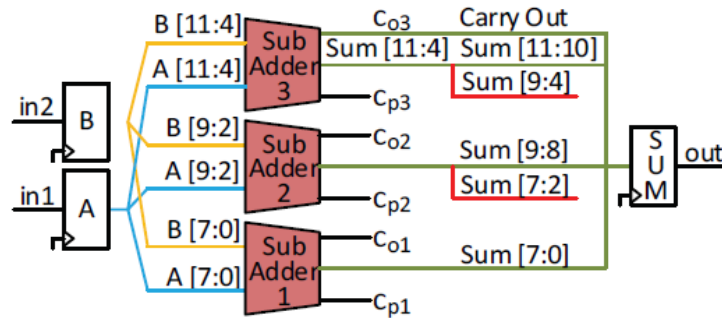 B [11:4]
A [11:4]
Sub Adder 3
Co3
Carry Out
Sum [11:4]
Sum [11:10]
Sum [9:4]
Cp3
in2
B
B [9:2]
A [9:2]
Sub Adder 2
Co2
Sum [9:8]
Sum [7:2]
Cp2
SUM
out
in1
A
B [7:0]
A [7:0]
Sub Adder 1
Co1
Sum [7:0]
Cp1